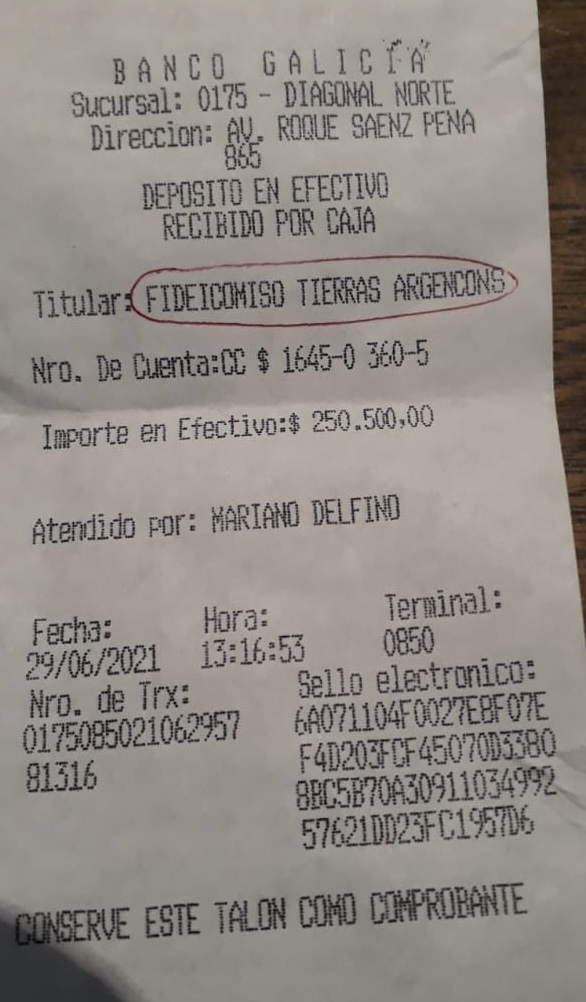 BANCO GALICIA
Sucursal: 0175 - DIAGONAL NORTE
Direccion: AV. ROQUE SAENZ PENA
865
DEPOSITO EN EFECTIVO
RECIBIDO POR CAJA
Titular: FIDEICOMISO TIERRAS ARGENCONS
Nro. De Cuenta:CC $ 1645-0 360-5
Importe en Efectivo:$ 250.500,00
Atendido por: MARIANO DELFINO
Fecha: Hora: Terminal:
29/06/2021 13:16:53 0850
Nro. de Trx: Sello electronico:
0175085021062957 6A071104F0027E8F07E
81316 F4D203FCF45070D3380
8BC5B70A30911034992
57621DD23FC1957D6
CONSERVE ESTE TALON COMO COMPROBANTE